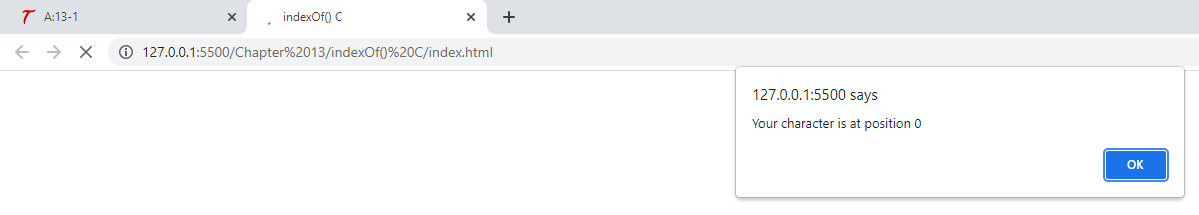 A:13-1
indexOf() C
127.0.0.1:5500/Chapter%2013/indexOf()%20C/index.html
127.0.0.1:5500 says
Your character is at position 0
OK